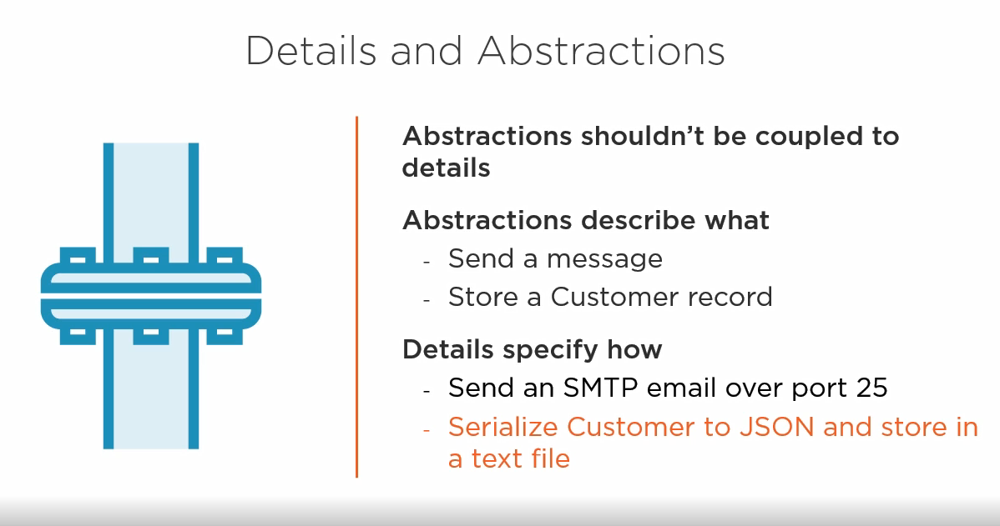 Details and Abstractions
Abstractions shouldn’t be coupled to
details
Abstractions describe what
- Send a message
- Store a Customer record
Details specify how
- Send an SMTP email over port 25
- Serialize Customer to JSON and store in
a text file